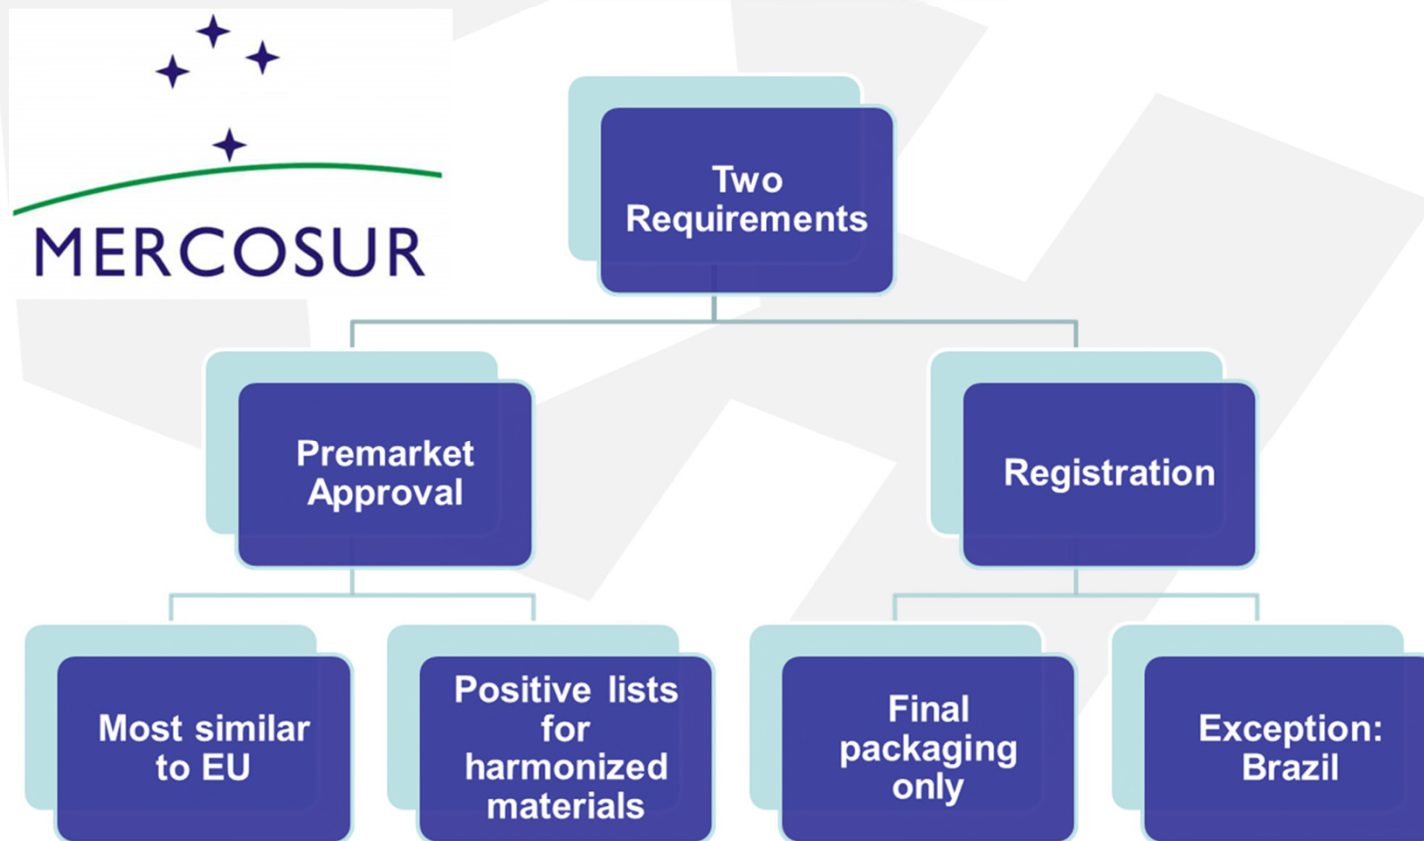 MERCOSUR
Two
Requirements
Premarket
Approval
Registration
Most similar
to EU
Positive lists
for
harmonized
materials
Final
packaging
only
Exception:
Brazil